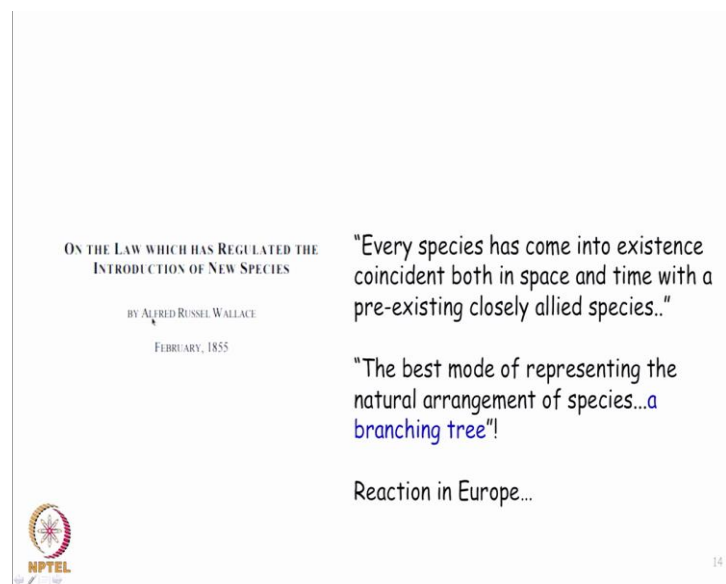 ON THE LAW WHICH HAS REGULATED THE
INTRODUCTION OF NEW SPECIES
BY ALFRED RUSSEL WALLACE
FEBRUARY, 1855
"Every species has come into existence
coincident both in space and time with a
pre-existing closely allied species.."
"The best mode of representing the
natural arrangement of species...a
branching tree"!
Reaction in Europe...
NPTEL
14